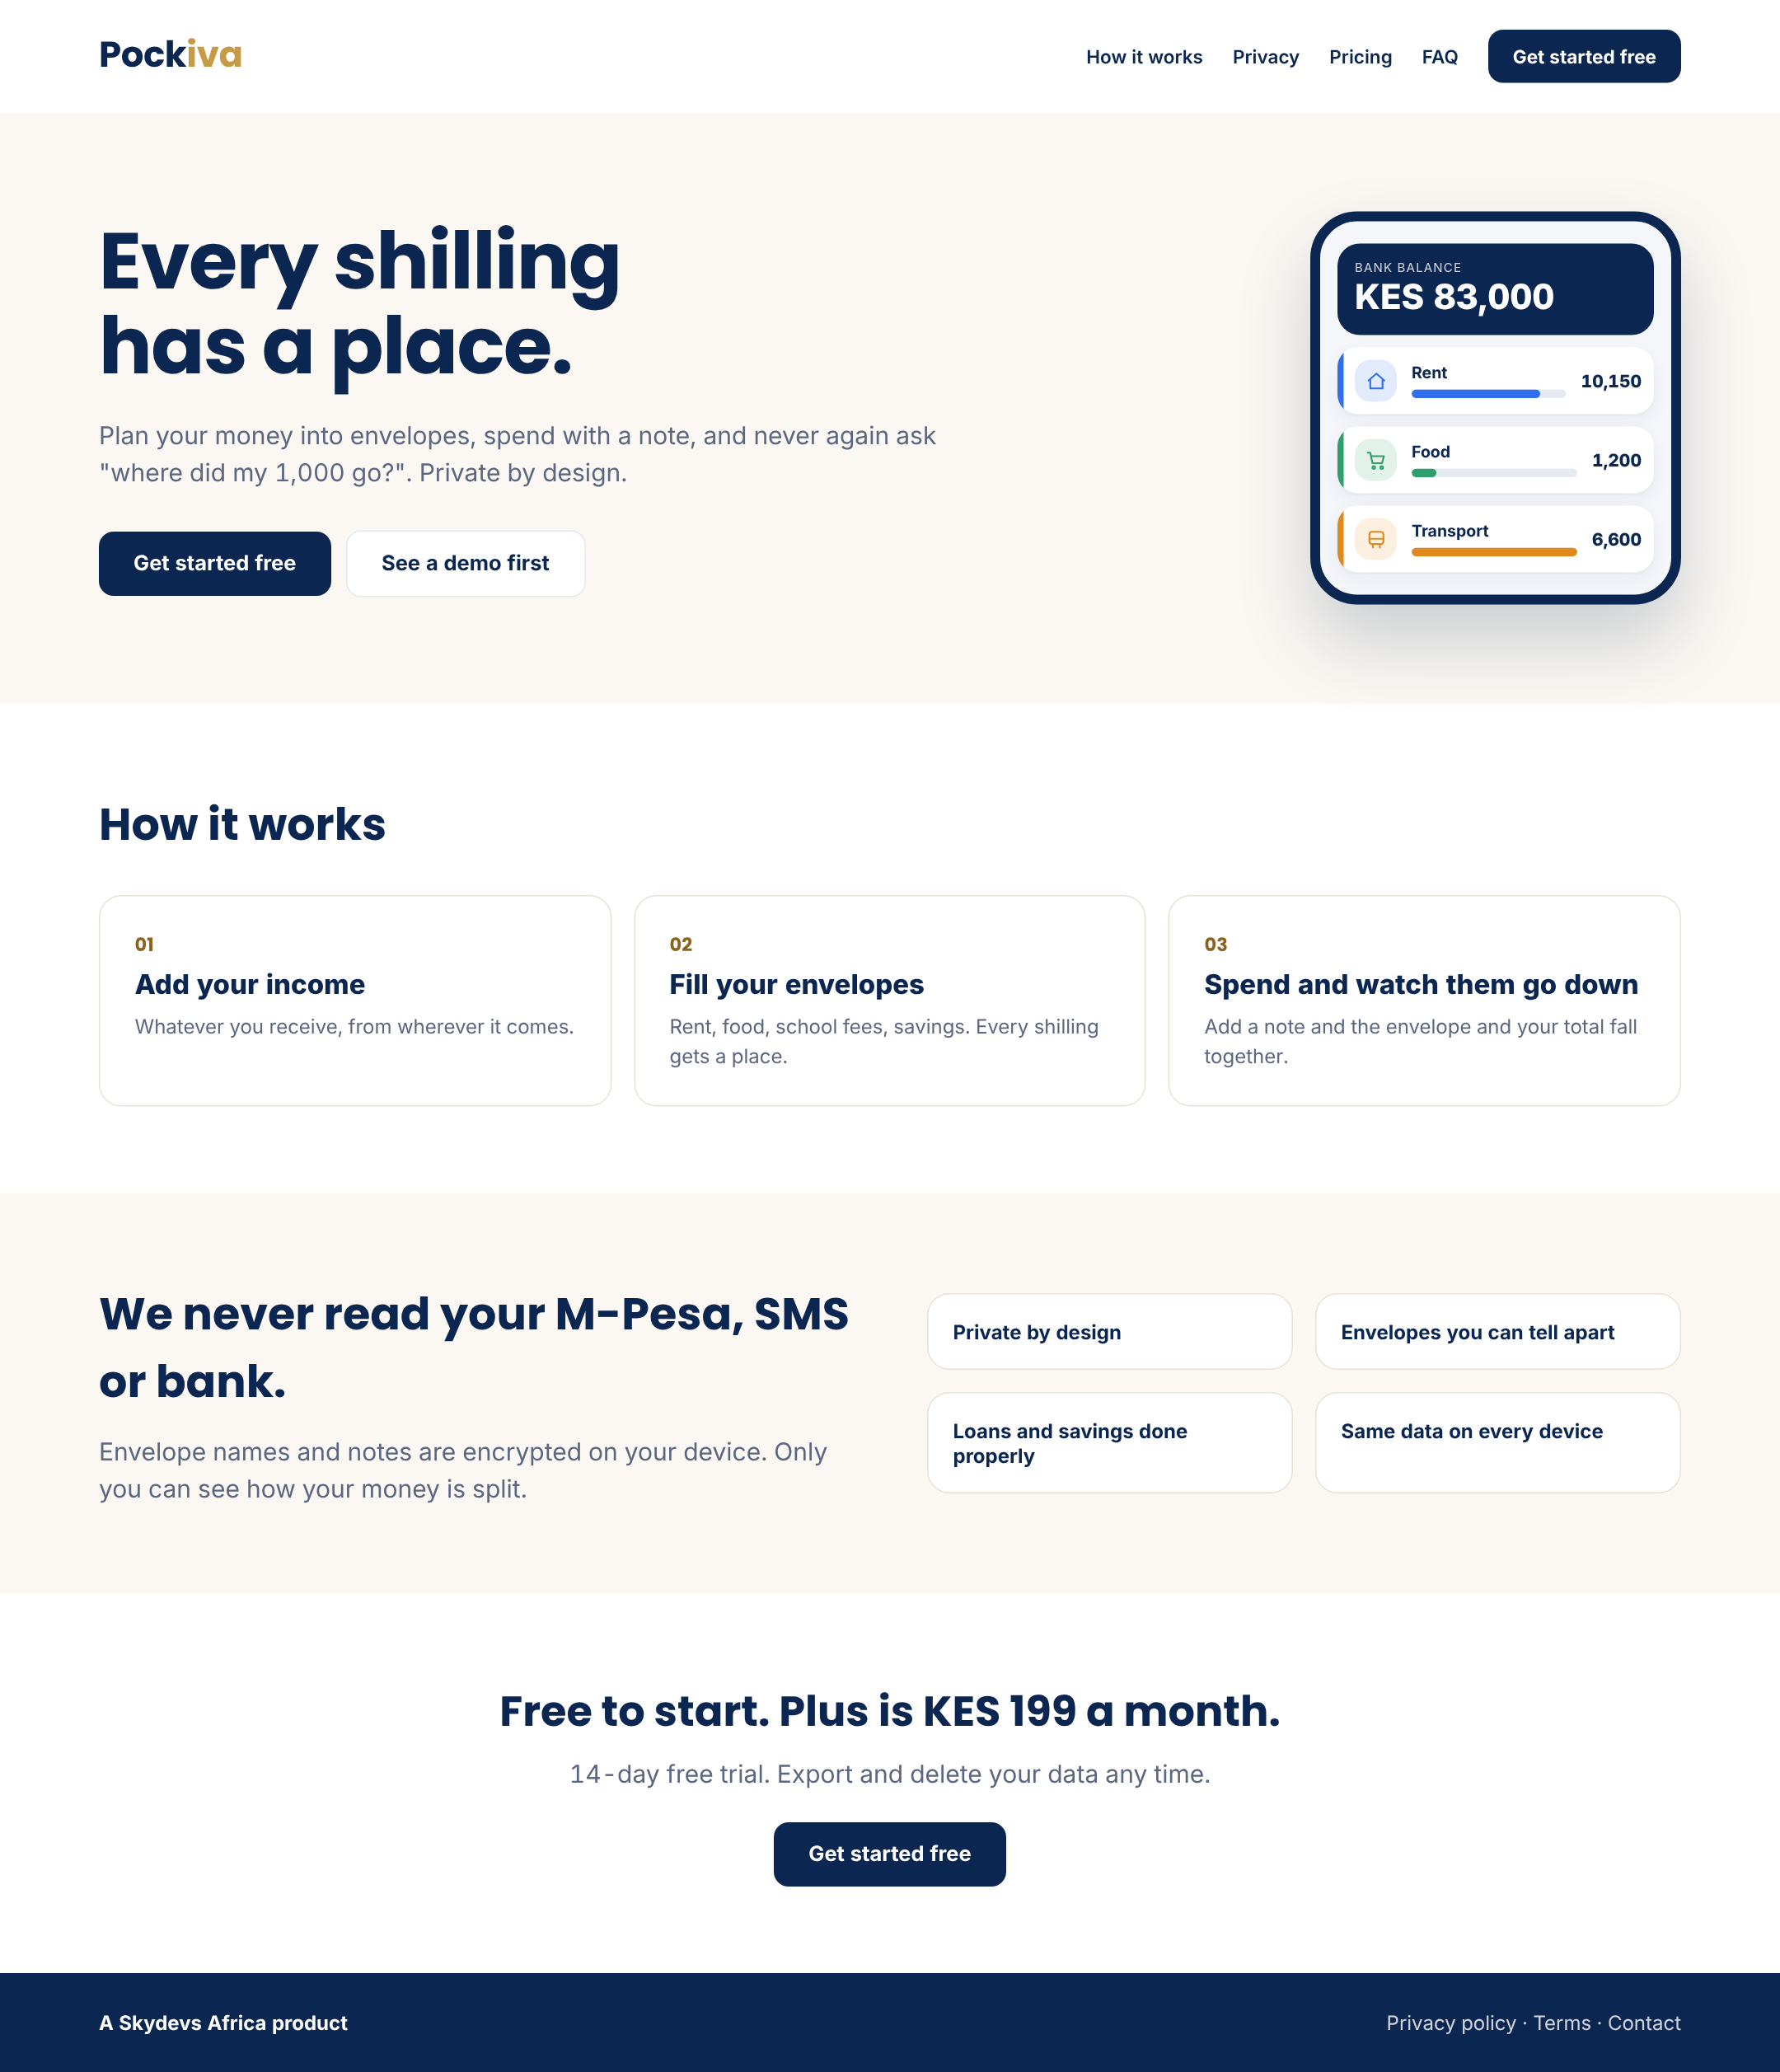 Pockiva
How it works
Privacy
Pricing
FAQ
Get started free
Every shilling
has a place.
Plan your money into envelopes, spend with a note, and never again ask
"where did my 1,000 go?". Private by design.
Get started free
See a demo first
BANK BALANCE
KES 83,000
Rent
10,150
Food
1,200
Transport
6,600
How it works
01
Add your income
Whatever you receive, from wherever it comes.
02
Fill your envelopes
Rent, food, school fees, savings. Every shilling
gets a place.
03
Spend and watch them go down
Add a note and the envelope and your total fall
together.
We never read your M-Pesa, SMS
or bank.
Envelope names and notes are encrypted on your device. Only
you can see how your money is split.
Private by design
Envelopes you can tell apart
Loans and savings done
properly
Same data on every device
Free to start. Plus is KES 199 a month.
14-day free trial. Export and delete your data any time.
Get started free
A Skydevs Africa product
Privacy policy · Terms · Contact